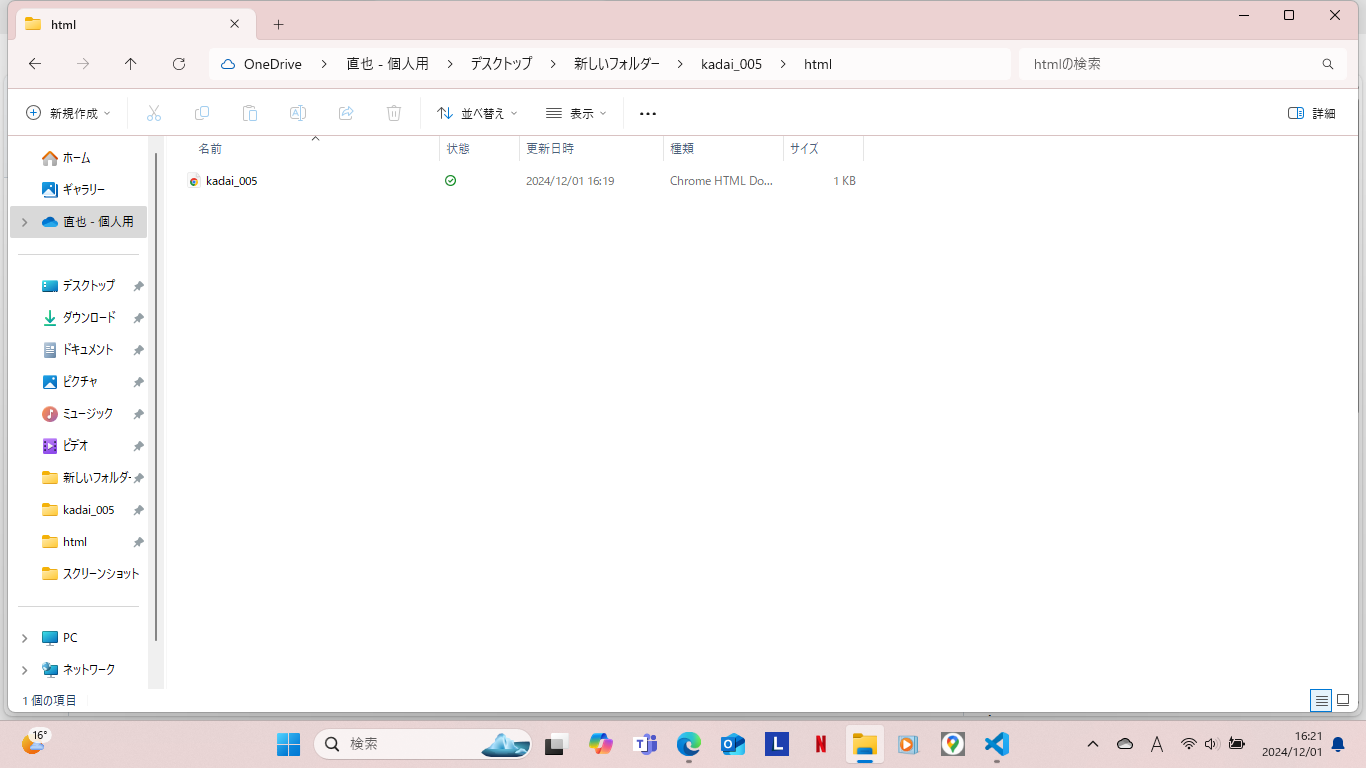 html
OneDrive > 直也 - 個人用 > デスクトップ > 新しいフォルダー > kadai_005 > html
htmlの検索
新規作成
並べ替え
表示
詳細
名前 状態 更新日時 種類 サイズ
kadai_005 2024/12/01 16:19 Chrome HTML Do... 1 KB
ホーム
ギャラリー
直也 - 個人用
デスクトップ
ダウンロード
ドキュメント
ピクチャ
ミュージック
ビデオ
新しいフォルダー
kadai_005
html
スクリーンショット
PC
ネットワーク
1 個の項目
16°
検索
L
N
A
16:21
2024/12/01